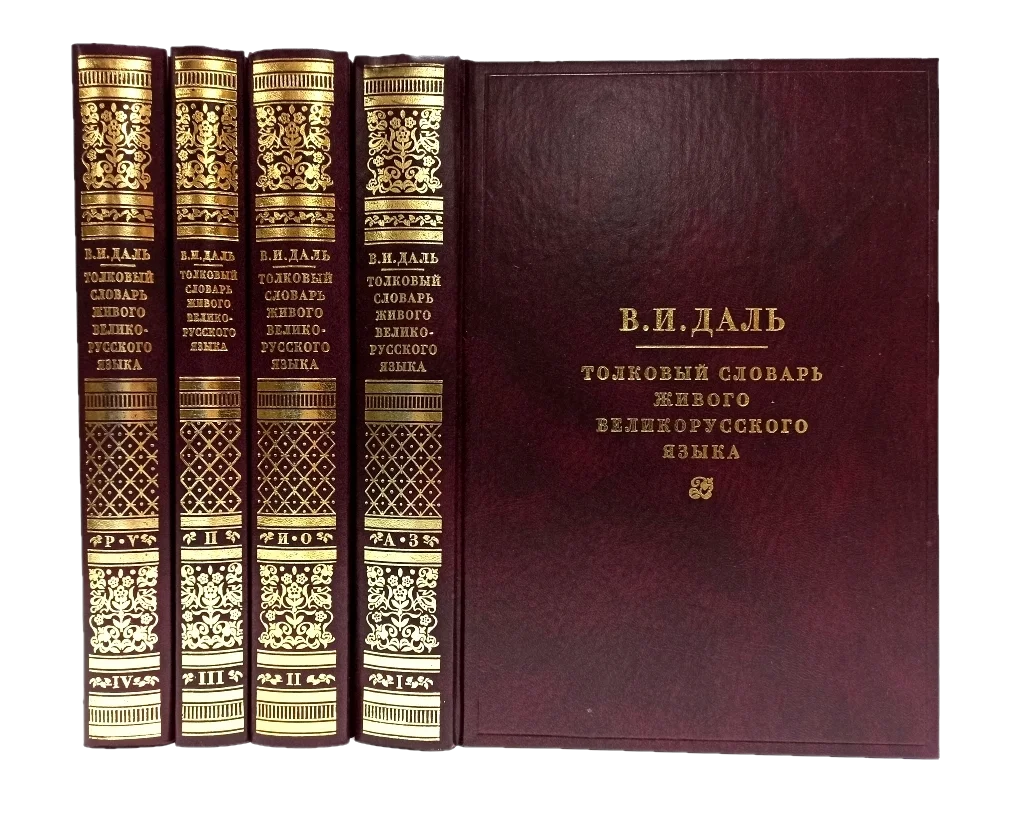 В.И.ДАЛЬ
ТОЛКОВЫЙ
СЛОВАРЬ
ЖИВОГО
ВЕЛИКО-
РУССКОГО
ЯЗЫКА
Р·Ѵ
IV
В.И.ДАЛЬ
ТОЛКОВЫЙ
СЛОВАРЬ
ЖИВОГО
ВЕЛИКО-
РУССКОГО
ЯЗЫКА
П
III
В.И.ДАЛЬ
ТОЛКОВЫЙ
СЛОВАРЬ
ЖИВОГО
ВЕЛИКО-
РУССКОГО
ЯЗЫКА
И·О
II
В.И.ДАЛЬ
ТОЛКОВЫЙ
СЛОВАРЬ
ЖИВОГО
ВЕЛИКО-
РУССКОГО
ЯЗЫКА
А·З
I
В.И.ДАЛЬ
ТОЛКОВЫЙ СЛОВАРЬ
ЖИВОГО
ВЕЛИКОРУССКОГО
ЯЗЫКА